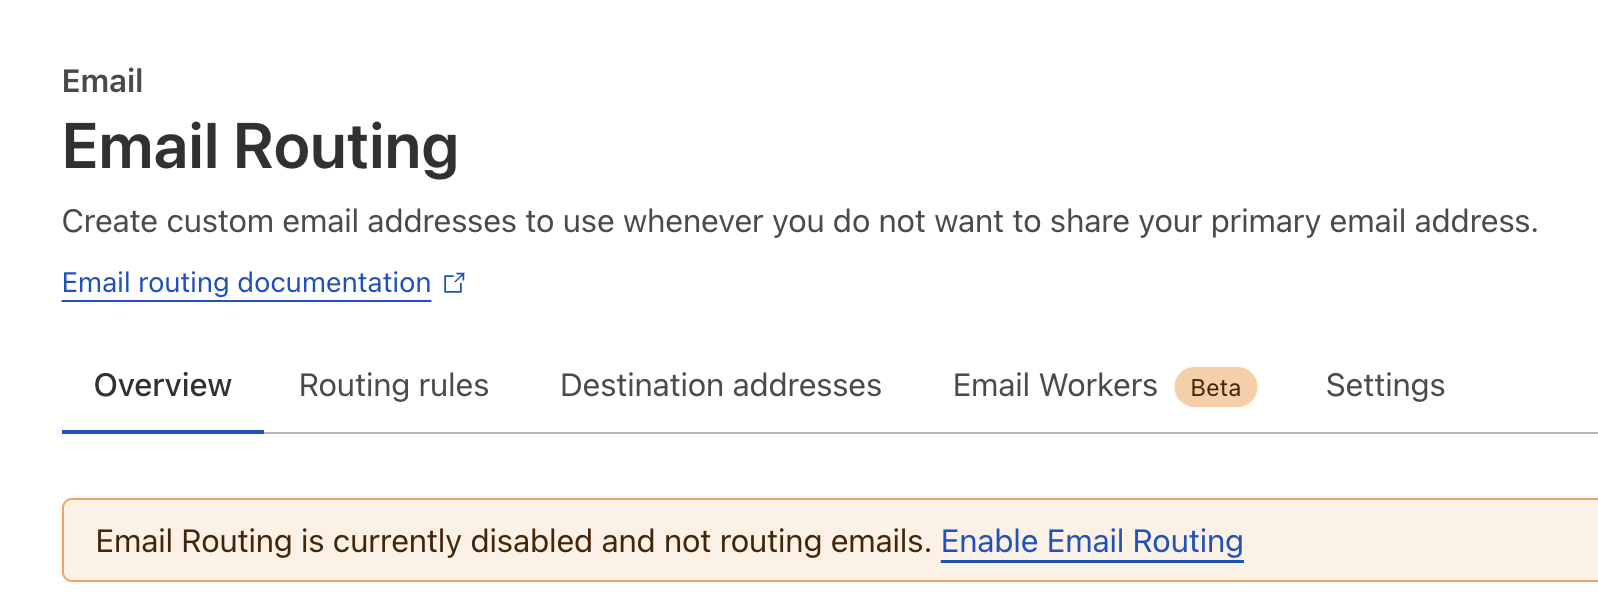 Email
Email Routing
Create custom email addresses to use whenever you do not want to share your primary email address.
Email routing documentation
Overview Routing rules Destination addresses Email Workers Beta Settings
Email Routing is currently disabled and not routing emails. Enable Email Routing